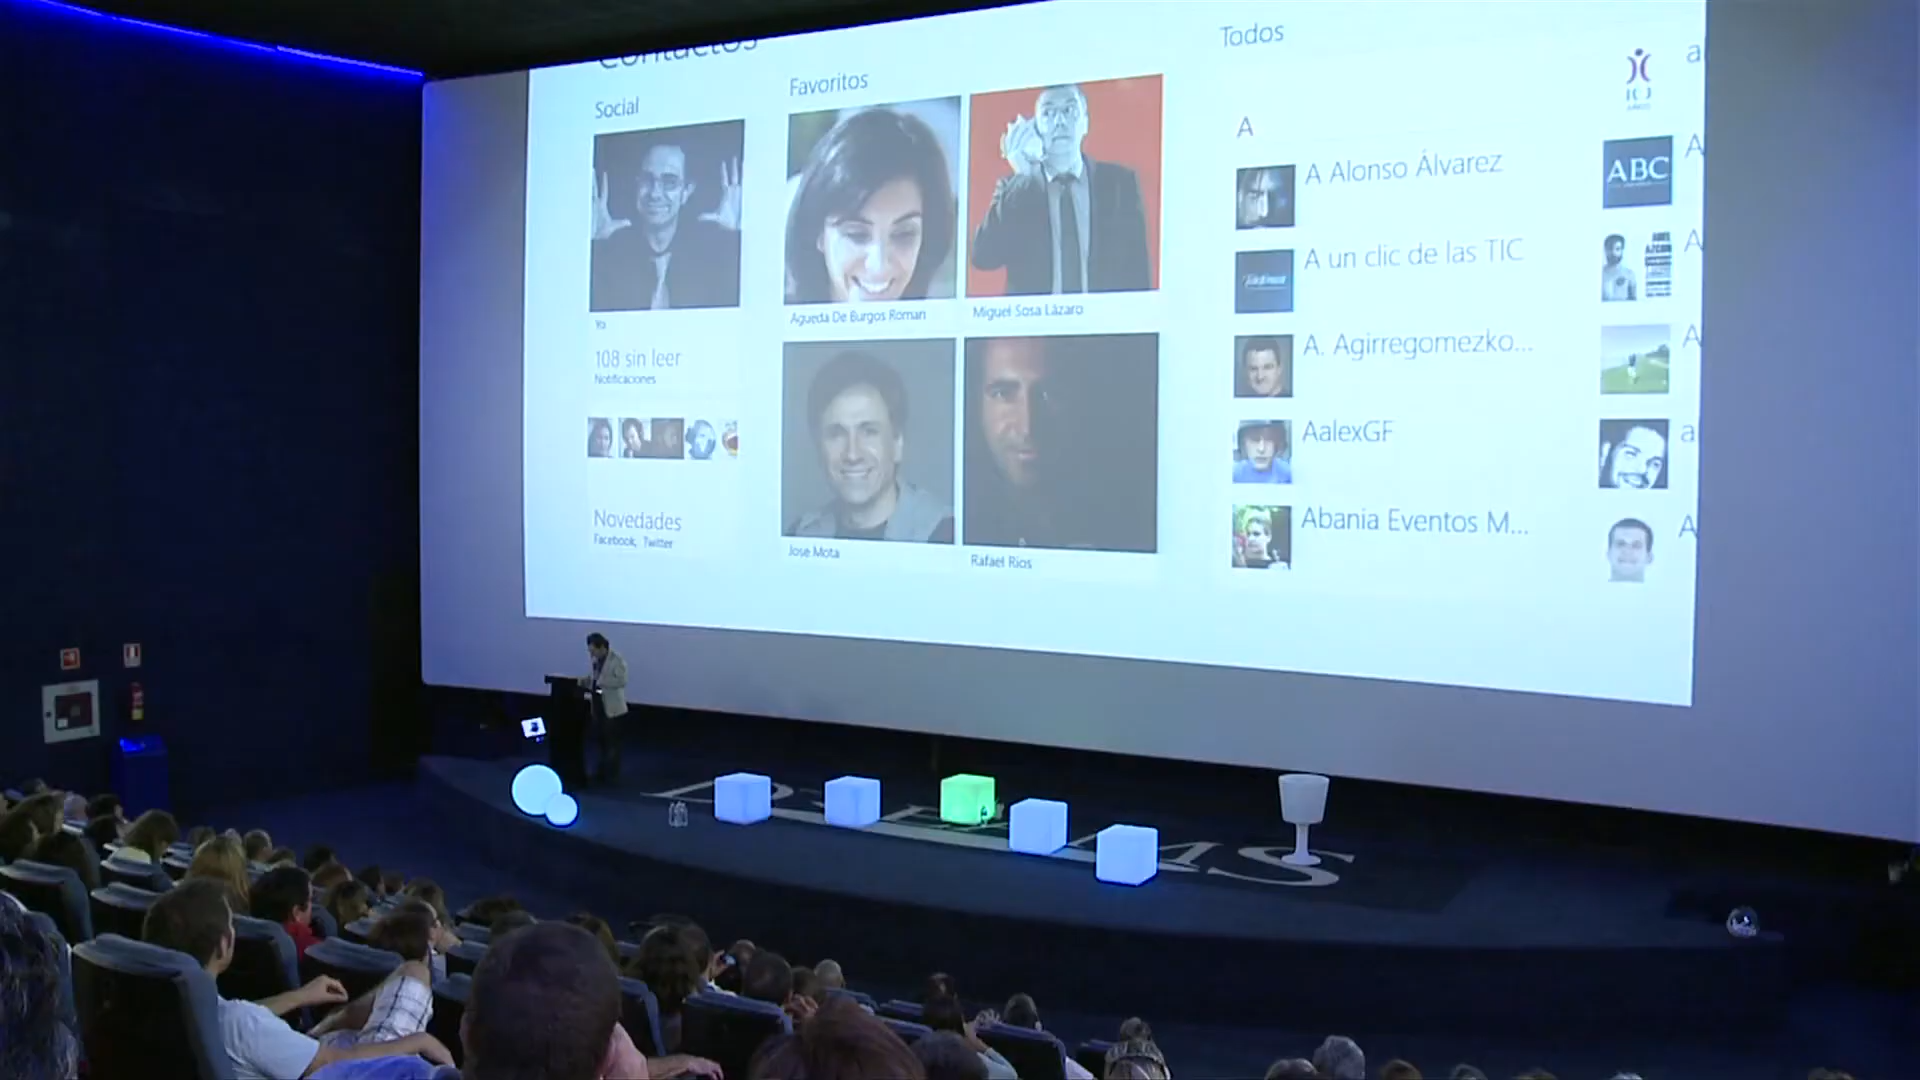 Contactos
Social
Yo
108 sin leer
Notificaciones
Novedades
Facebook, Twitter
Favoritos
Agueda De Burgos Roman
Miguel Sosa Lázaro
Jose Mota
Rafael Rios
Todos
A
A Alonso Álvarez
A un clic de las TIC
A. Agirregomezko...
AalexGF
Abania Eventos M...
a
ABC
A
A
A
a
A